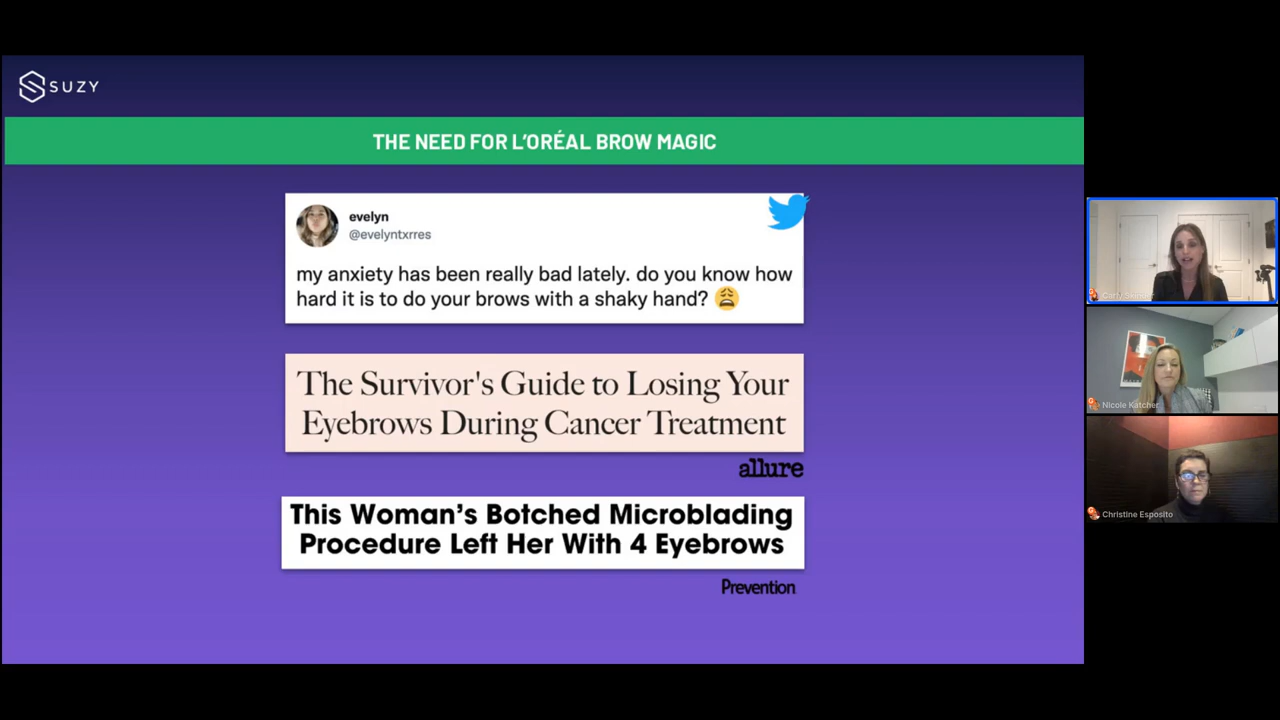 SUZY
THE NEED FOR L'ORÉAL BROW MAGIC
evelyn
@evelyntxrres
my anxiety has been really bad lately. do you know how
hard it is to do your brows with a shaky hand? 😩
The Survivor's Guide to Losing Your
Eyebrows During Cancer Treatment
allure
This Woman's Botched Microblading
Procedure Left Her With 4 Eyebrows
Prevention
Nicole Katcher
Christine Esposito